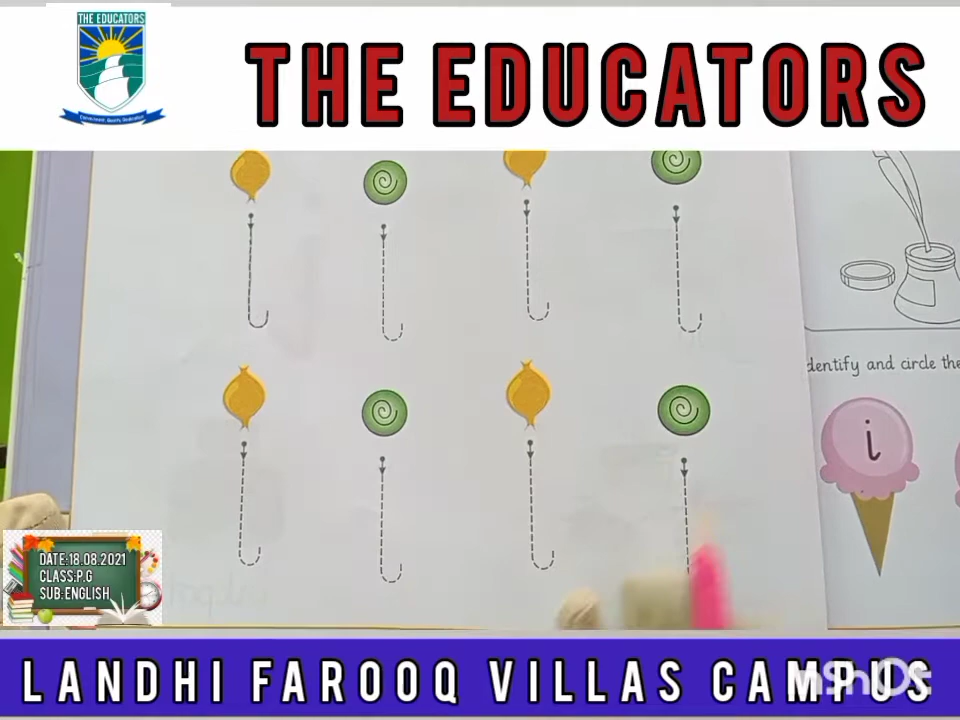 THE EDUCATORS
THE EDUCATORS
dentify and circle the
i
DATE:18.08.2021
CLASS:P.G
SUB:ENGLISH
LANDHI FAROOQ VILLAS CAMPUS